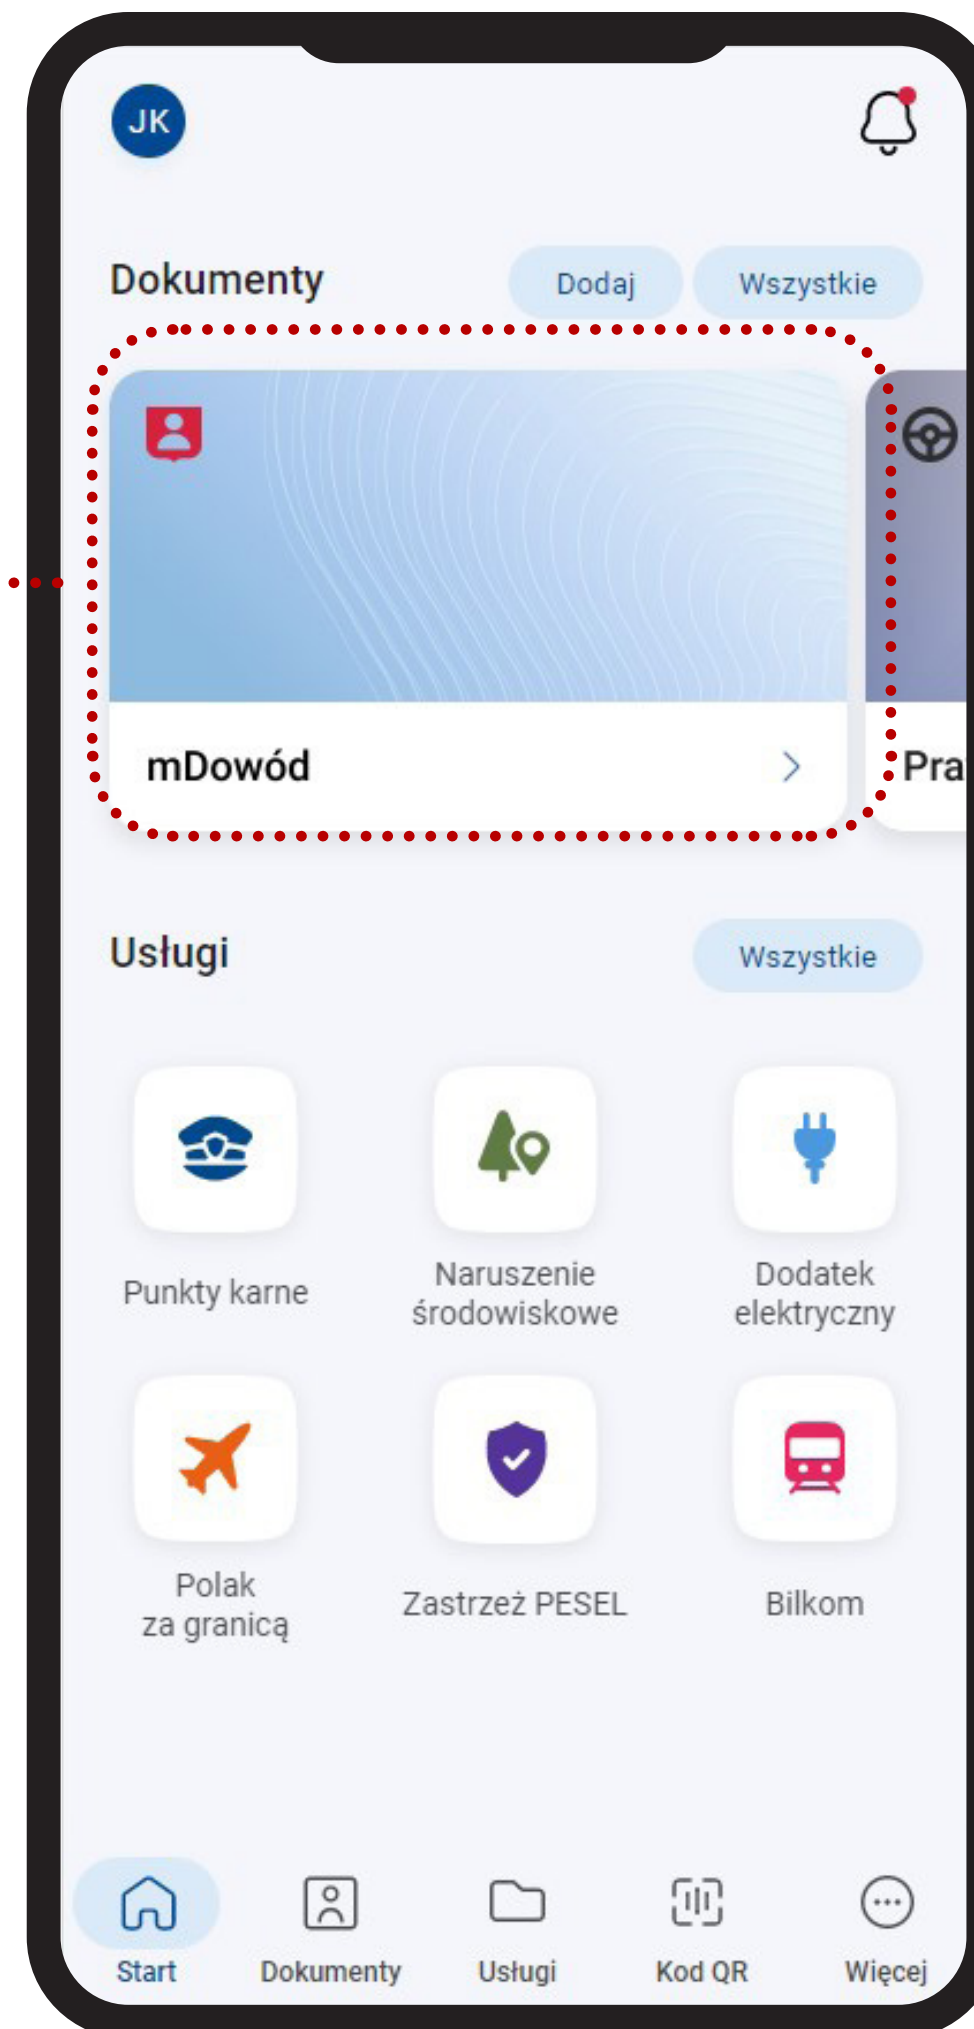 JK
Dokumenty
Dodaj
Wszystkie
mDowód
Pra
Usługi
Wszystkie
Punkty karne
Naruszenie
środowiskowe
Dodatek
elektryczny
Polak
za granicą
Zastrzeż PESEL
Bilkom
Start
Dokumenty
Usługi
Kod QR
Więcej